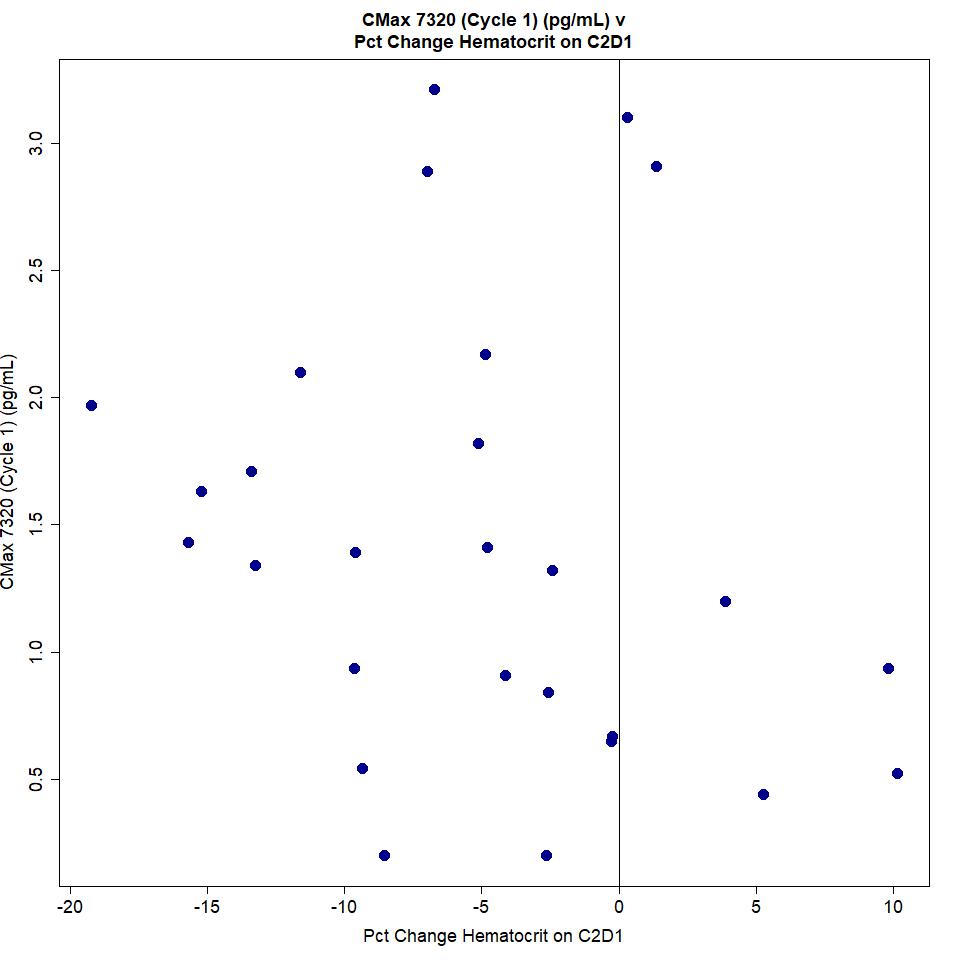 CMax 7320 (Cycle 1) (pg/mL) v
Pct Change Hematocrit on C2D1
CMax 7320 (Cycle 1) (pg/mL)
3.0
2.5
2.0
1.5
1.0
0.5
-20 -15 -10 -5 0 5 10
Pct Change Hematocrit on C2D1